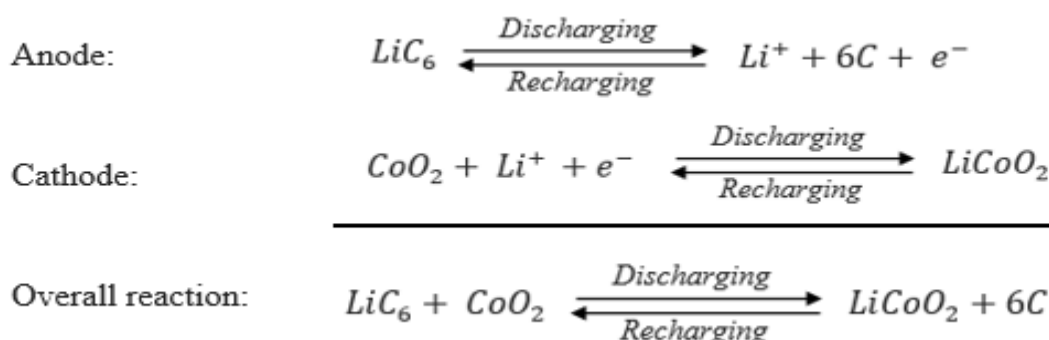 Discharging
Anode: LiC₆ ⇌ Li⁺ + 6C + e⁻
Recharging
Discharging
Cathode: CoO₂ + Li⁺ + e⁻ ⇌ LiCoO₂
Recharging
Discharging
Overall reaction: LiC₆ + CoO₂ ⇌ LiCoO₂ + 6C
Recharging